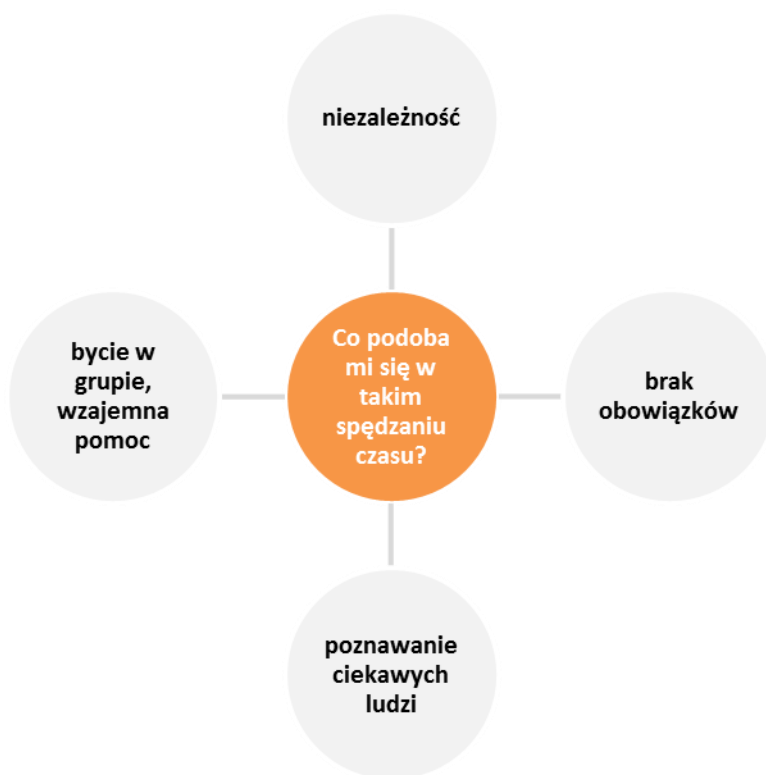 niezależność
bycie w
grupie,
wzajemna
pomoc
Co podoba
mi się w
takim
spędzaniu
czasu?
brak
obowiązków
poznawanie
ciekawych
ludzi